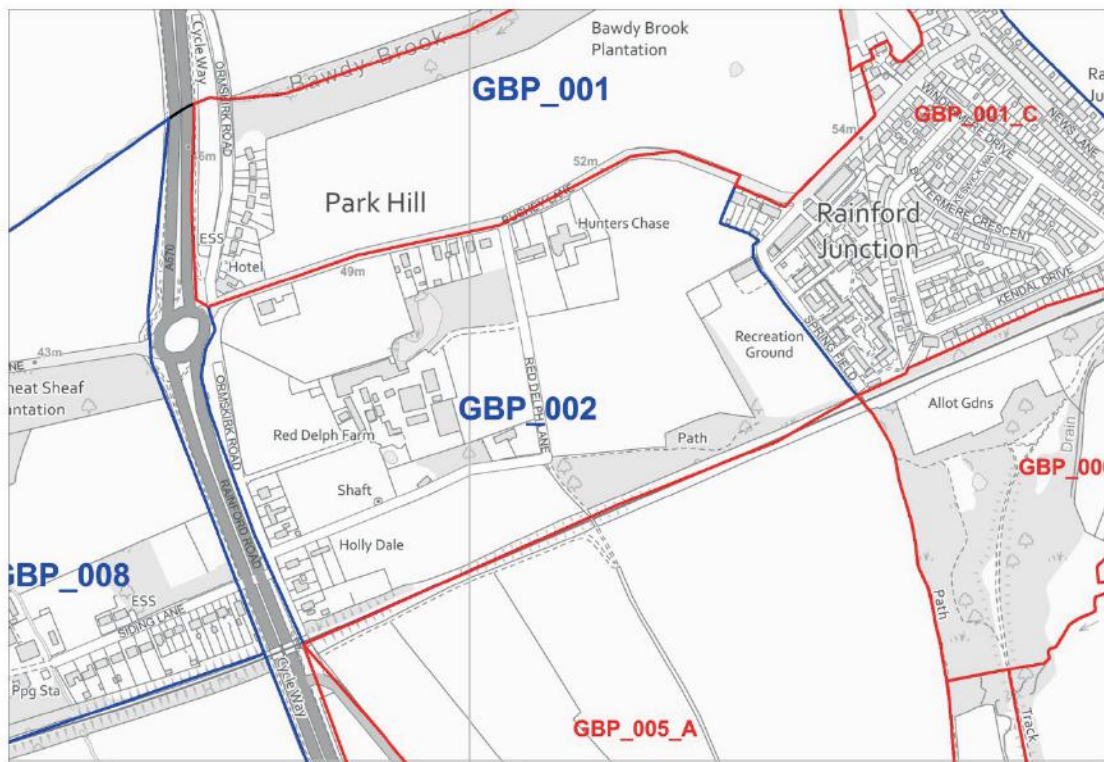 Cycle Way
ORMSKIRK ROAD
Bawdy Brook
Bawdy Brook
Plantation
GBP_001
54m
GBP_001_C
WINDERMERE DRIVE
NEWS LANE
KESWICK WAY
BUTTERMERE CRESCENT
46m
52m
Park Hill
Rainford
Junction
ESS
Hotel
A570
49m
Hunters Chase
KENDAL DRIVE
43m
Recreation
Ground
SPRING FIELD
RED DELPH LANE
GBP_002
Allot Gdns
ORMSKIRK ROAD
Red Delph Farm
Path
Drain
Shaft
RAINFORD ROAD
Holly Dale
GBP_008
ESS
SIDING LANE
Path
Ppg Sta
Cycle Way
GBP_005_A
Track